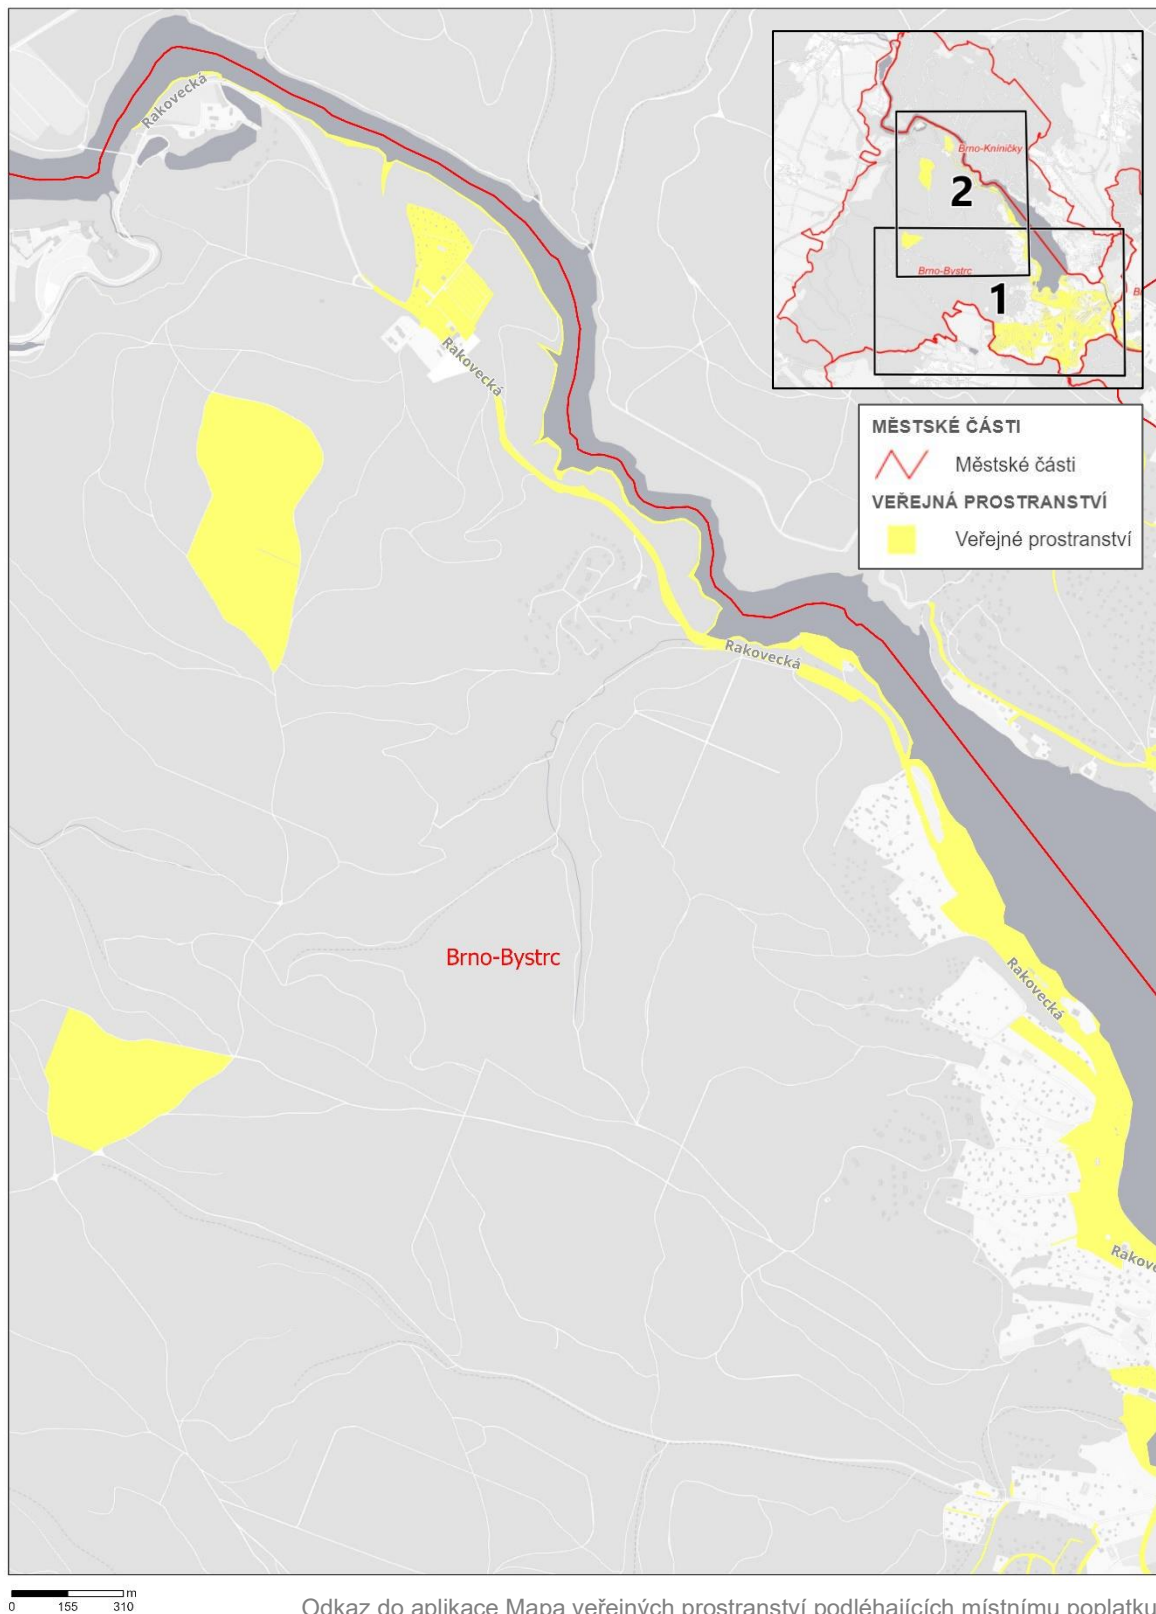 Rakovecká
Brno-Kníničky
2
Brno-Bystrc
1
MĚSTSKÉ ČÁSTI
Městské části
VEŘEJNÁ PROSTRANSTVÍ
Veřejné prostranství
Rakovecká
Rakovecká
Brno-Bystrc
Rakovecká
Rakove
m
0 155 310
Odkaz do aplikace Mapa veřejných prostranství podléhajících místnímu poplatku